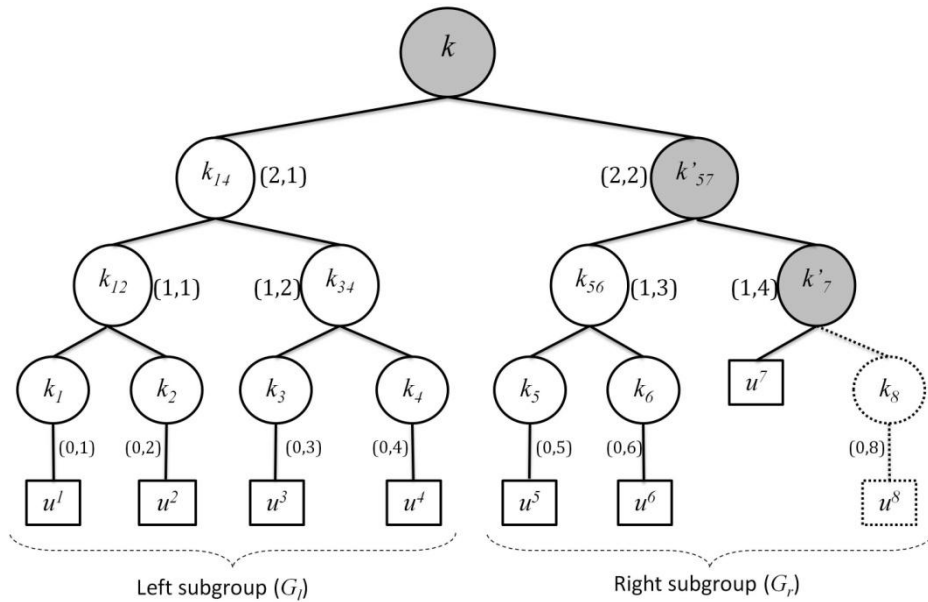 k
k14 (2,1) (2,2) k'57
k12 (1,1) (1,2) k34 k56 (1,3) (1,4) k'7
k1 k2 k3 k4 k5 k6 u7 k8
(0,1) (0,2) (0,3) (0,4) (0,5) (0,6) (0,8)
u1 u2 u3 u4 u5 u6 u8
Left subgroup (Gl) Right subgroup (Gr)